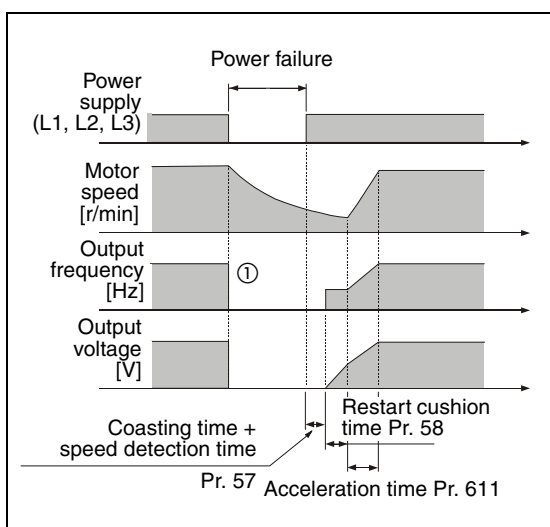 Power failure
Power
supply
(L1, L2, L3)
Motor
speed
[r/min]
Output
frequency
[Hz]
①
Output
voltage
[V]
Coasting time +
speed detection time
Pr. 57
Restart cushion
time Pr. 58
Acceleration time Pr. 611